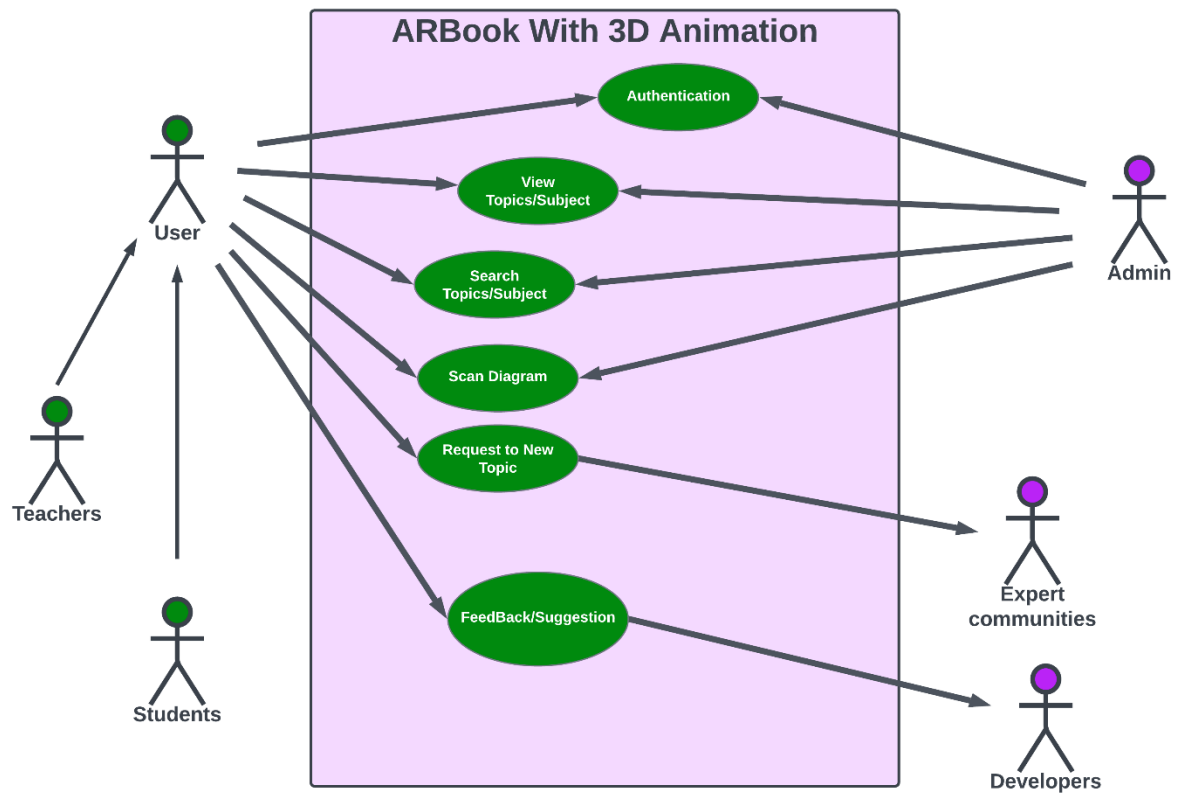 ARBook With 3D Animation
Authentication
View
Topics/Subject
User
Admin
Search
Topics/Subject
Scan Diagram
Request to New
Topic
Teachers
Expert
communities
FeedBack/Suggestion
Students
Developers